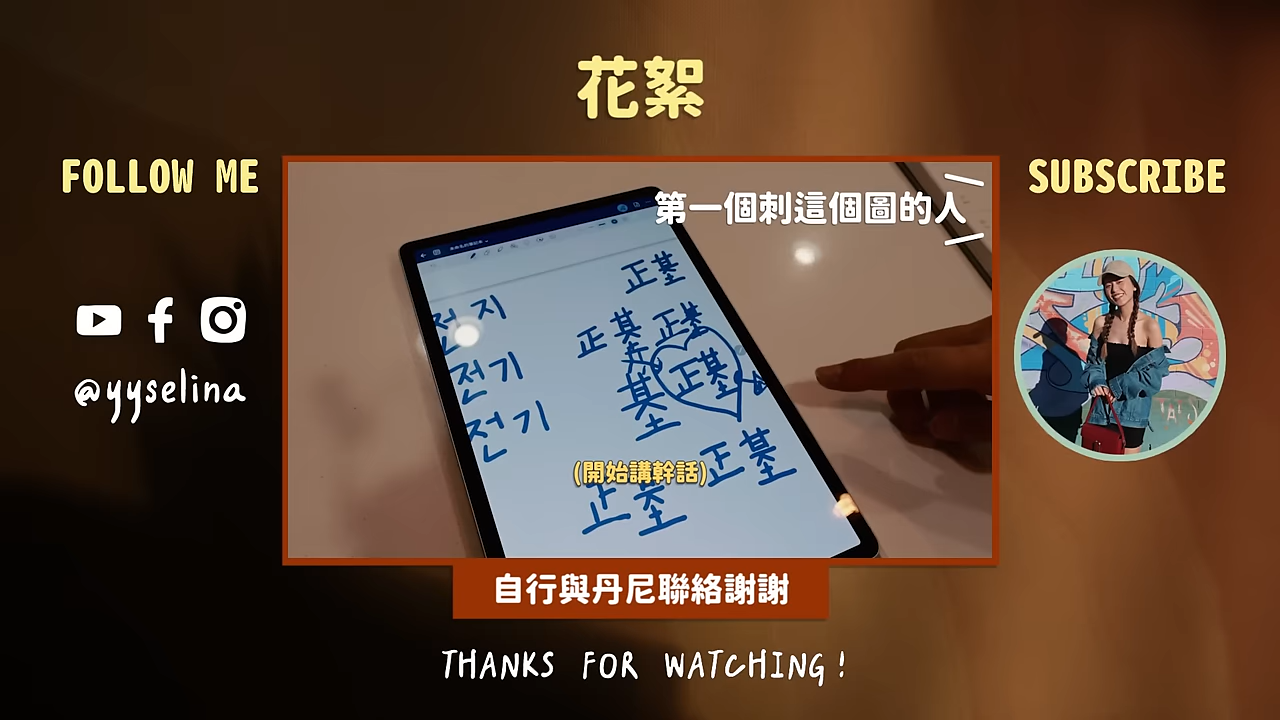 花絮
FOLLOW ME
SUBSCRIBE
第一個刺這個圖的人
正基
전지
正基 正基
전기
基 正基
전기
正基
(開始講幹話)
正基
@yyselina
自行與丹尼聯絡謝謝
THANKS FOR WATCHING!